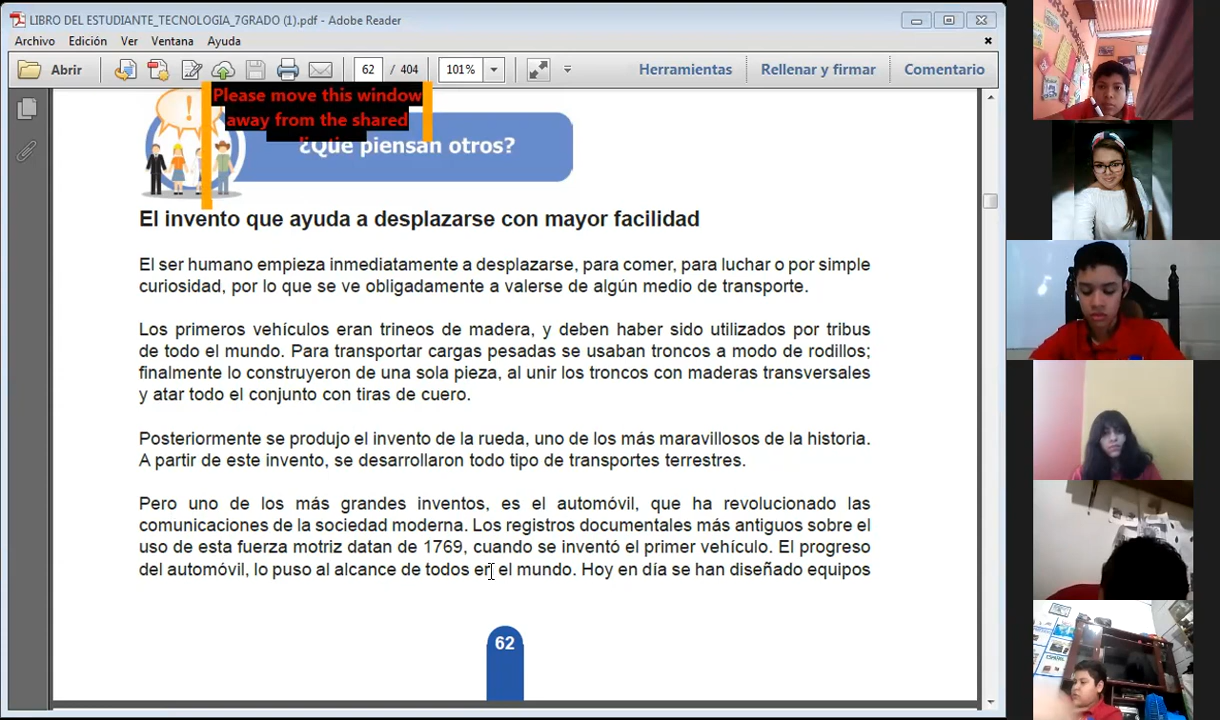 LIBRO DEL ESTUDIANTE_TECNOLOGIA_7GRADO (1).pdf - Adobe Reader
Archivo Edición Ver Ventana Ayuda
Abrir 62 / 404 101% Herramientas Rellenar y firmar Comentario
Please move this window
away from the shared
¿Qué piensan otros?
El invento que ayuda a desplazarse con mayor facilidad
El ser humano empieza inmediatamente a desplazarse, para comer, para luchar o por simple
curiosidad, por lo que se ve obligadamente a valerse de algún medio de transporte.
Los primeros vehículos eran trineos de madera, y deben haber sido utilizados por tribus
de todo el mundo. Para transportar cargas pesadas se usaban troncos a modo de rodillos;
finalmente lo construyeron de una sola pieza, al unir los troncos con maderas transversales
y atar todo el conjunto con tiras de cuero.
Posteriormente se produjo el invento de la rueda, uno de los más maravillosos de la historia.
A partir de este invento, se desarrollaron todo tipo de transportes terrestres.
Pero uno de los más grandes inventos, es el automóvil, que ha revolucionado las
comunicaciones de la sociedad moderna. Los registros documentales más antiguos sobre el
uso de esta fuerza motriz datan de 1769, cuando se inventó el primer vehículo. El progreso
del automóvil, lo puso al alcance de todos en el mundo. Hoy en día se han diseñado equipos
62